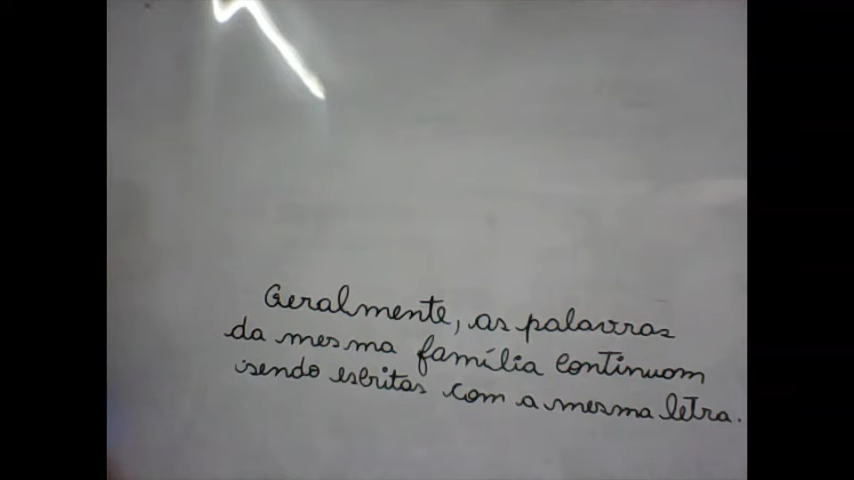 Geralmente, as palavras
da mesma família continuam
sendo escritas com a mesma letra.